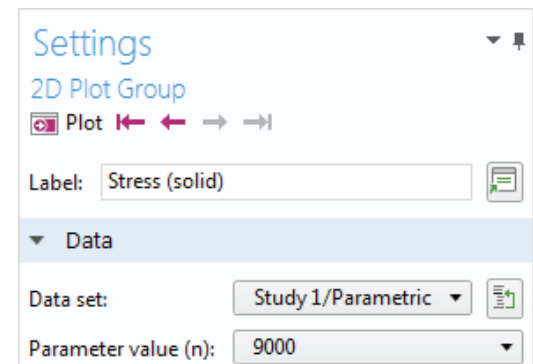 Settings
2D Plot Group
Plot
Label: Stress (solid)
Data
Data set: Study 1/Parametric
Parameter value (n): 9000